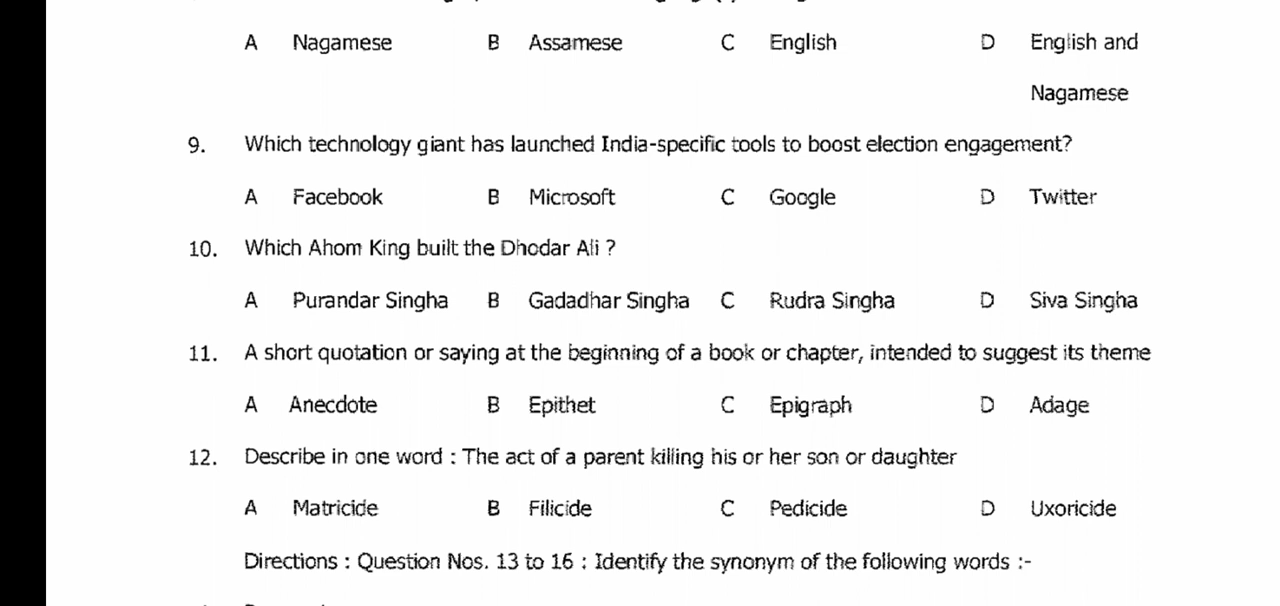 A Nagamese B Assamese C English D English and
Nagamese
9. Which technology giant has launched India-specific tools to boost election engagement?
A Facebook B Microsoft C Google D Twitter
10. Which Ahom King built the Dhodar Ali ?
A Purandar Singha B Gadadhar Singha C Rudra Singha D Siva Singha
11. A short quotation or saying at the beginning of a book or chapter, intended to suggest its theme
A Anecdote B Epithet C Epigraph D Adage
12. Describe in one word : The act of a parent killing his or her son or daughter
A Matricide B Filicide C Pedicide D Uxoricide
Directions : Question Nos. 13 to 16 : Identify the synonym of the following words :-